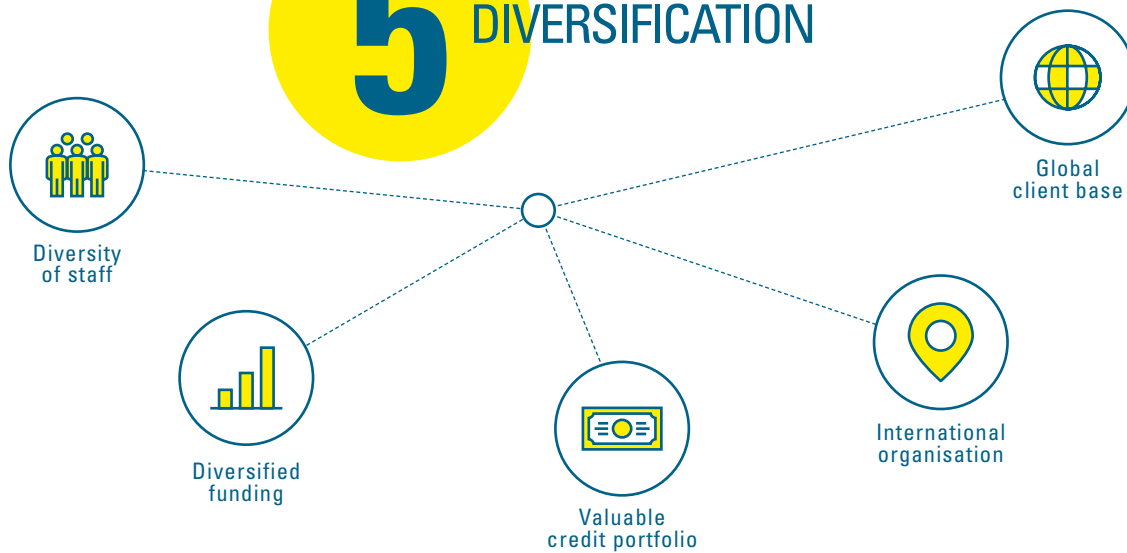 5
DIVERSIFICATION
Global
client base
Diversity
of staff
International
organisation
Diversified
funding
Valuable
credit portfolio